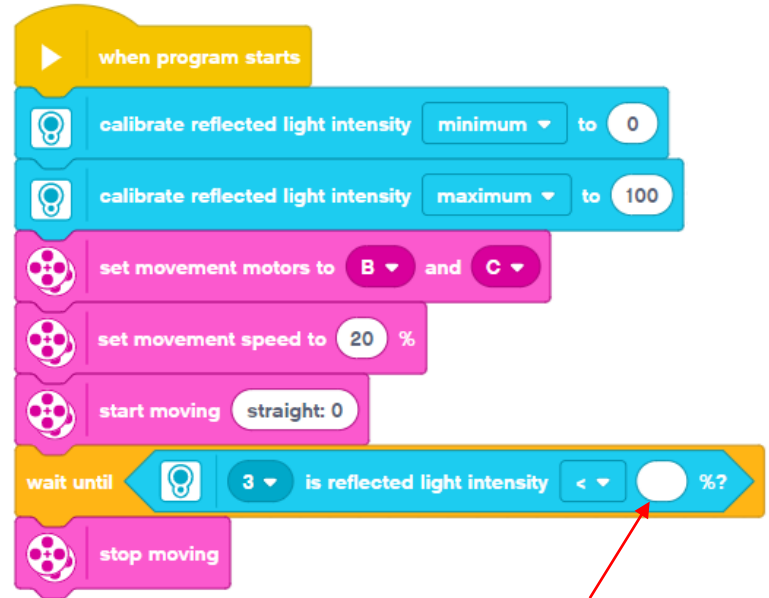 when program starts
calibrate reflected light intensity minimum to 0
calibrate reflected light intensity maximum to 100
set movement motors to B and C
set movement speed to 20 %
start moving straight: 0
wait until 3 is reflected light intensity < %?
stop moving